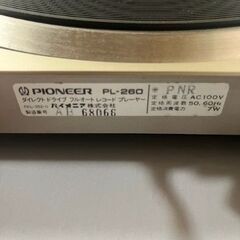 PIONEER PL-260
ダイレクトドライブ フルオートレコードプレーヤー
パイオニア株式会社
製造番号 AH 68066
PNR
定格電圧 AC100V
定格周波数 50,60Hz
定格消費電力 7W